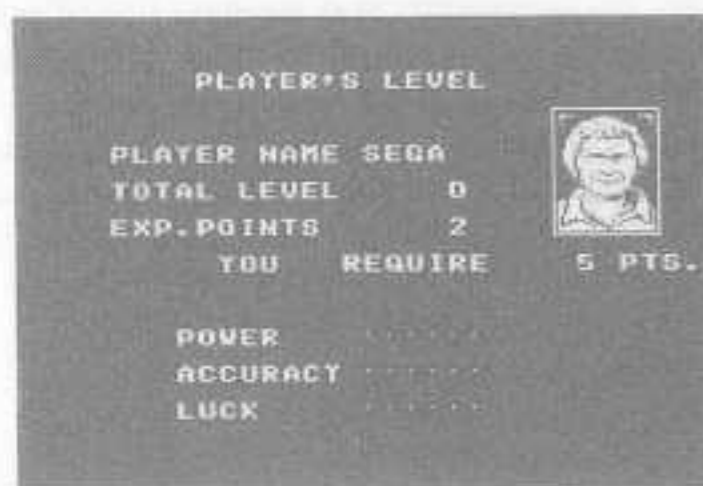 PLAYER'S LEVEL
PLAYER NAME SEGA
TOTAL LEVEL 0
EXP.POINTS 2
YOU REQUIRE 5 PTS.
POWER ......
ACCURACY ......
LUCK ......